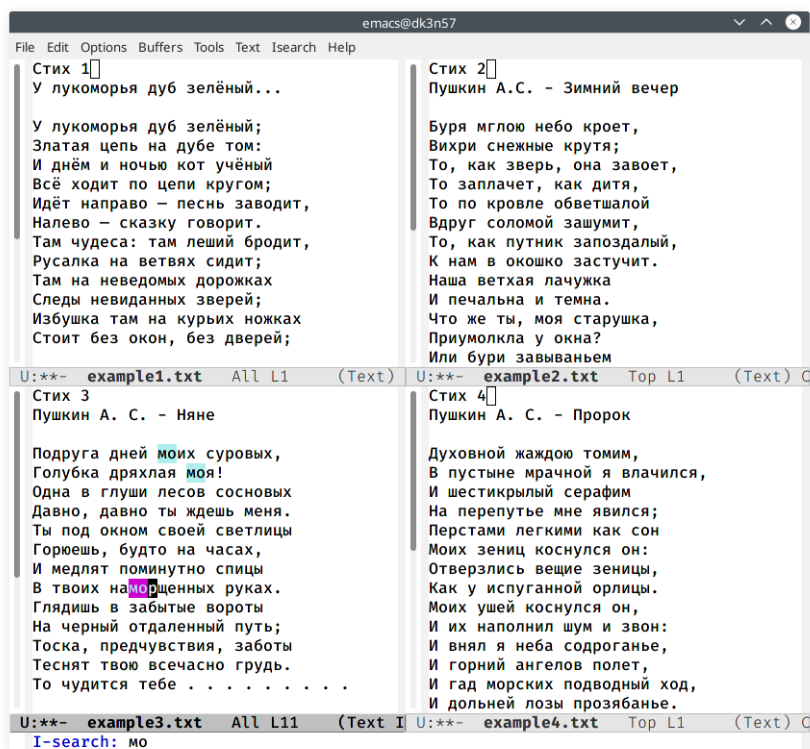 emacs@dk3n57
File Edit Options Buffers Tools Text Isearch Help
Стих 1
У лукоморья дуб зелёный...
У лукоморья дуб зелёный;
Златая цепь на дубе том:
И днём и ночью кот учёный
Всё ходит по цепи кругом;
Идёт направо — песнь заводит,
Налево — сказку говорит.
Там чудеса: там леший бродит,
Русалка на ветвях сидит;
Там на неведомых дорожках
Следы невиданных зверей;
Избушка там на курьих ножках
Стоит без окон, без дверей;
U:**- example1.txt All L1 (Text)
Стих 2
Пушкин А.С. - Зимний вечер
Буря мглою небо кроет,
Вихри снежные крутя;
То, как зверь, она завоет,
То заплачет, как дитя,
То по кровле обветшалой
Вдруг соломой зашумит,
То, как путник запоздалый,
К нам в окошко застучит.
Наша ветхая лачужка
И печальна и темна.
Что же ты, моя старушка,
Приумолкла у окна?
Или бури завываньем
U:**- example2.txt Top L1 (Text) C
Стих 3
Пушкин А. С. - Няне
Подруга дней моих суровых,
Голубка дряхлая моя!
Одна в глуши лесов сосновых
Давно, давно ты ждешь меня.
Ты под окном своей светлицы
Горюешь, будто на часах,
И медлят поминутно спицы
В твоих наморщенных руках.
Глядишь в забытые вороты
На черный отдаленный путь;
Тоска, предчувствия, заботы
Теснят твою всечасно грудь.
То чудится тебе . . . . . . . . .
U:**- example3.txt All L11 (Text I
Стих 4
Пушкин А. С. - Пророк
Духовной жаждою томим,
В пустыне мрачной я влачился,
И шестикрылый серафим
На перепутье мне явился;
Перстами легкими как сон
Моих зениц коснулся он:
Отверзлись вещие зеницы,
Как у испуганной орлицы.
Моих ушей коснулся он,
И их наполнил шум и звон:
И внял я неба содроганье,
И горний ангелов полет,
И гад морских подводный ход,
И дольней лозы прозябанье.
U:**- example4.txt Top L1 (Text) C
I-search: мо